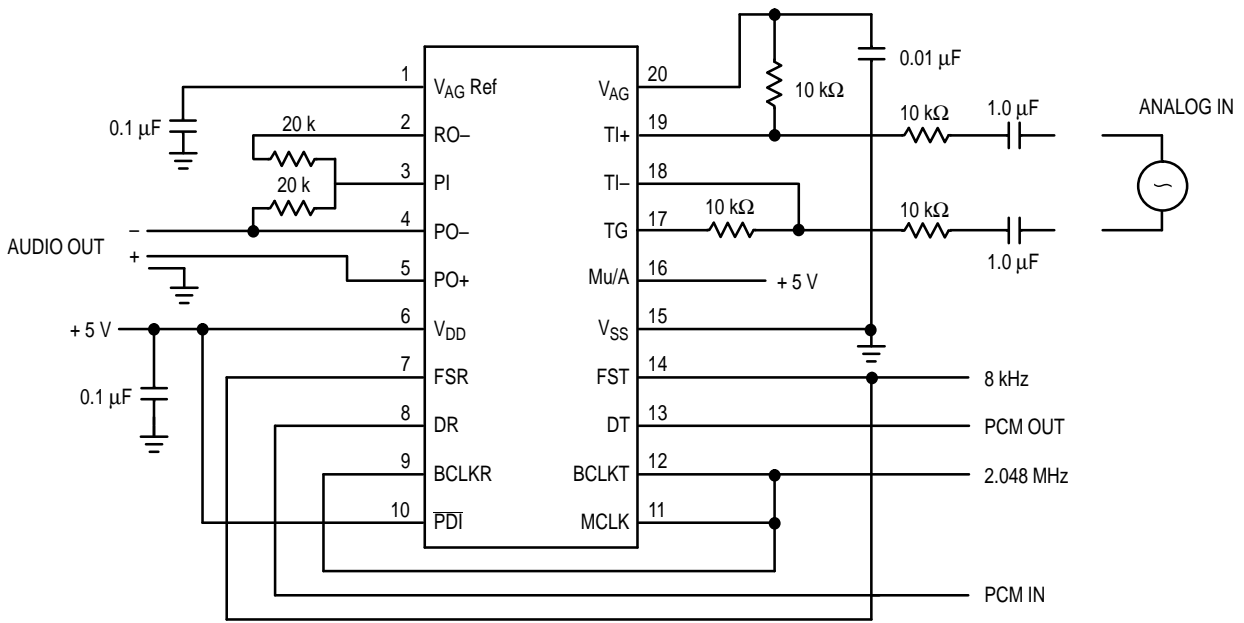 0.1 µF
AUDIO OUT
–
+
+ 5 V
0.1 µF
20 k
20 k
1
2
3
4
5
6
7
8
9
10
VAG Ref
RO–
PI
PO–
PO+
VDD
FSR
DR
BCLKR
PDI
VAG
TI+
TI–
TG
Mu/A
VSS
FST
DT
BCLKT
MCLK
20
19
18
17
16
15
14
13
12
11
10 kΩ
0.01 µF
10 kΩ
1.0 µF
ANALOG IN
10 kΩ
10 kΩ
1.0 µF
+ 5 V
8 kHz
PCM OUT
2.048 MHz
PCM IN